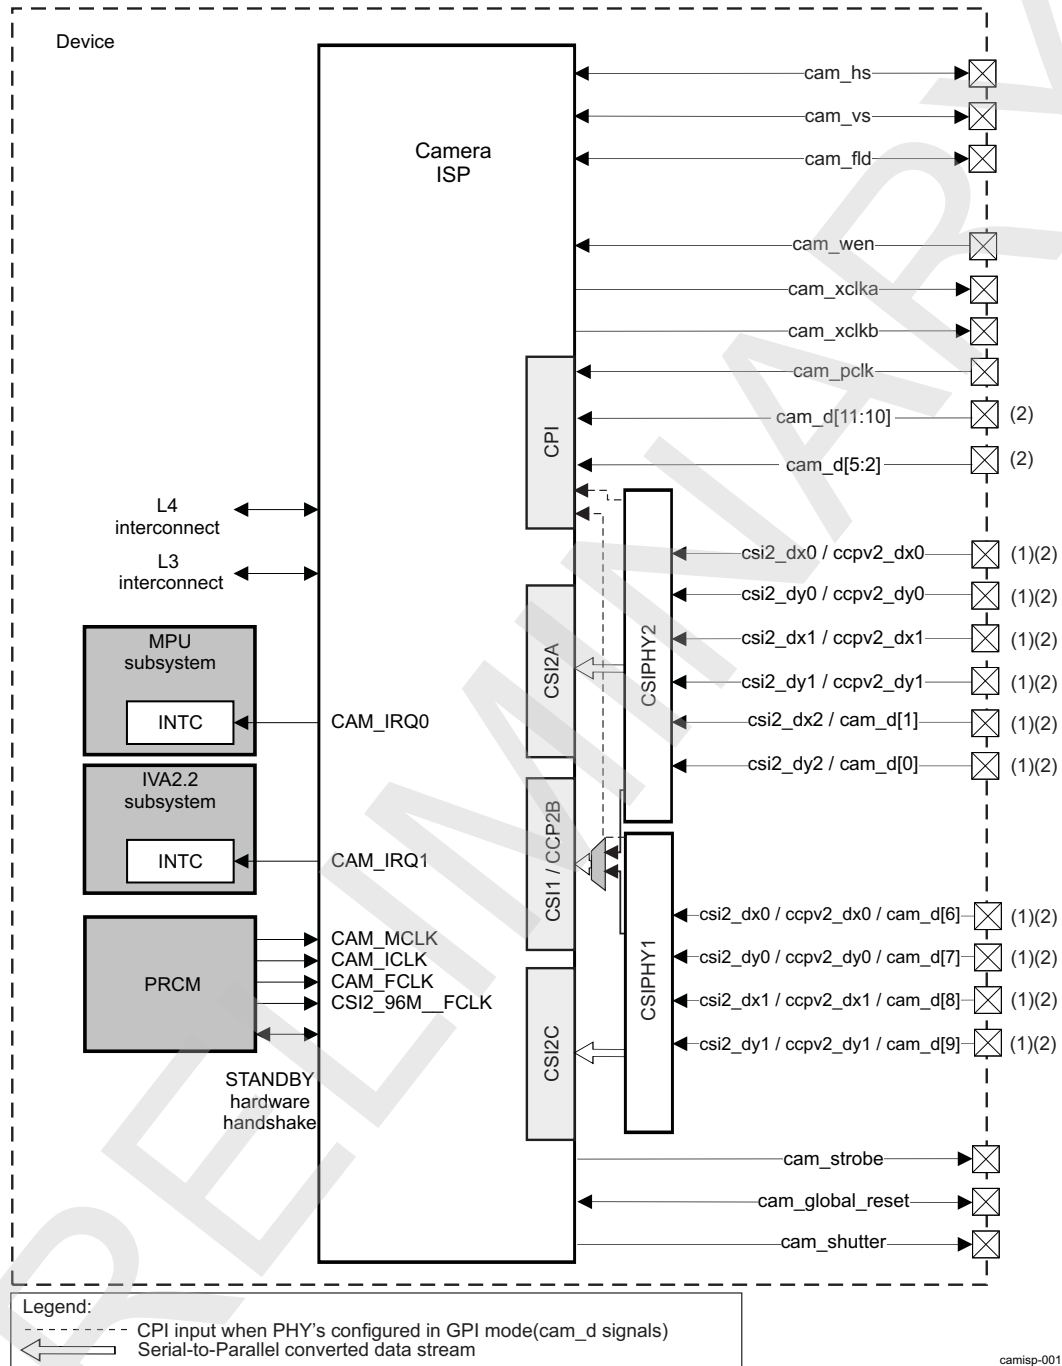 Device
Camera
ISP
cam_hs
cam_vs
cam_fld
cam_wen
cam_xclka
cam_xclkb
cam_pclk
cam_d[11:10]
(2)
cam_d[5:2]
(2)
CPI
L4
interconnect
L3
interconnect
csi2_dx0 / ccpv2_dx0
(1)(2)
csi2_dy0 / ccpv2_dy0
(1)(2)
csi2_dx1 / ccpv2_dx1
(1)(2)
csi2_dy1 / ccpv2_dy1
(1)(2)
csi2_dx2 / cam_d[1]
(1)(2)
csi2_dy2 / cam_d[0]
(1)(2)
CSIPHY2
CSI2A
MPU
subsystem
INTC
CAM_IRQ0
IVA2.2
subsystem
INTC
CAM_IRQ1
CSI1 / CCP2B
PRCM
CAM_MCLK
CAM_ICLK
CAM_FCLK
CSI2_96M__FCLK
STANDBY
hardware
handshake
CSI2C
CSIPHY1
csi2_dx0 / ccpv2_dx0 / cam_d[6]
(1)(2)
csi2_dy0 / ccpv2_dy0 / cam_d[7]
(1)(2)
csi2_dx1 / ccpv2_dx1 / cam_d[8]
(1)(2)
csi2_dy1 / ccpv2_dy1 / cam_d[9]
(1)(2)
cam_strobe
cam_global_reset
cam_shutter
Legend:
CPI input when PHY's configured in GPI mode(cam_d signals)
Serial-to-Parallel converted data stream
camisp-001
RELIMINARY